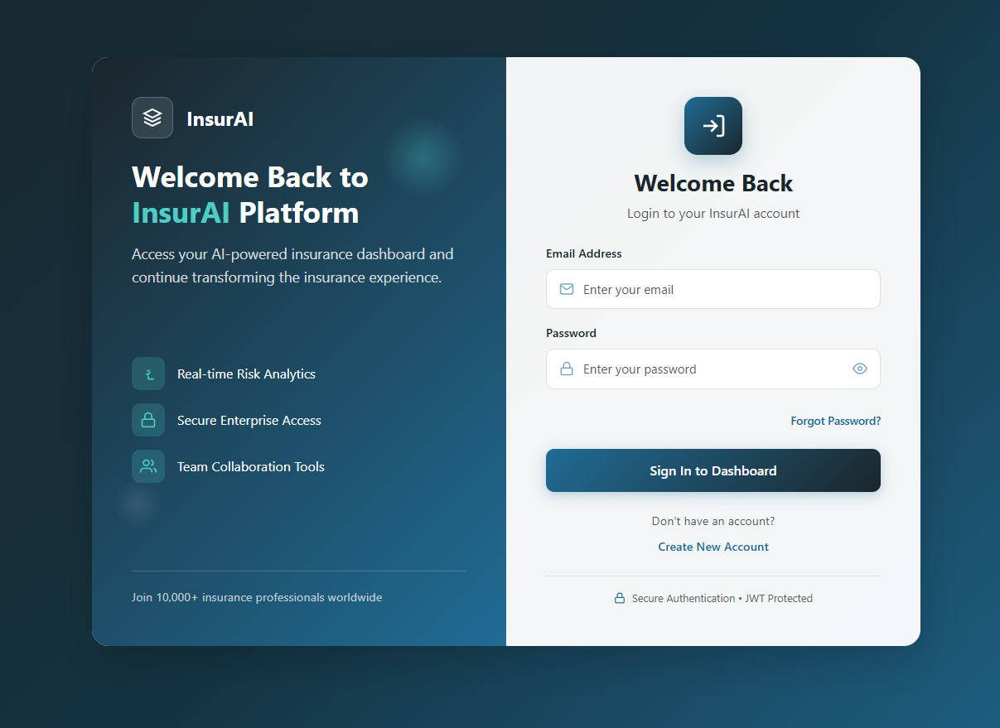 InsurAI
Welcome Back to
InsurAI Platform
Access your AI-powered insurance dashboard and
continue transforming the insurance experience.
Real-time Risk Analytics
Secure Enterprise Access
Team Collaboration Tools
Join 10,000+ insurance professionals worldwide
Welcome Back
Login to your InsurAI account
Email Address
Enter your email
Password
Enter your password
Forgot Password?
Sign In to Dashboard
Don't have an account?
Create New Account
Secure Authentication • JWT Protected